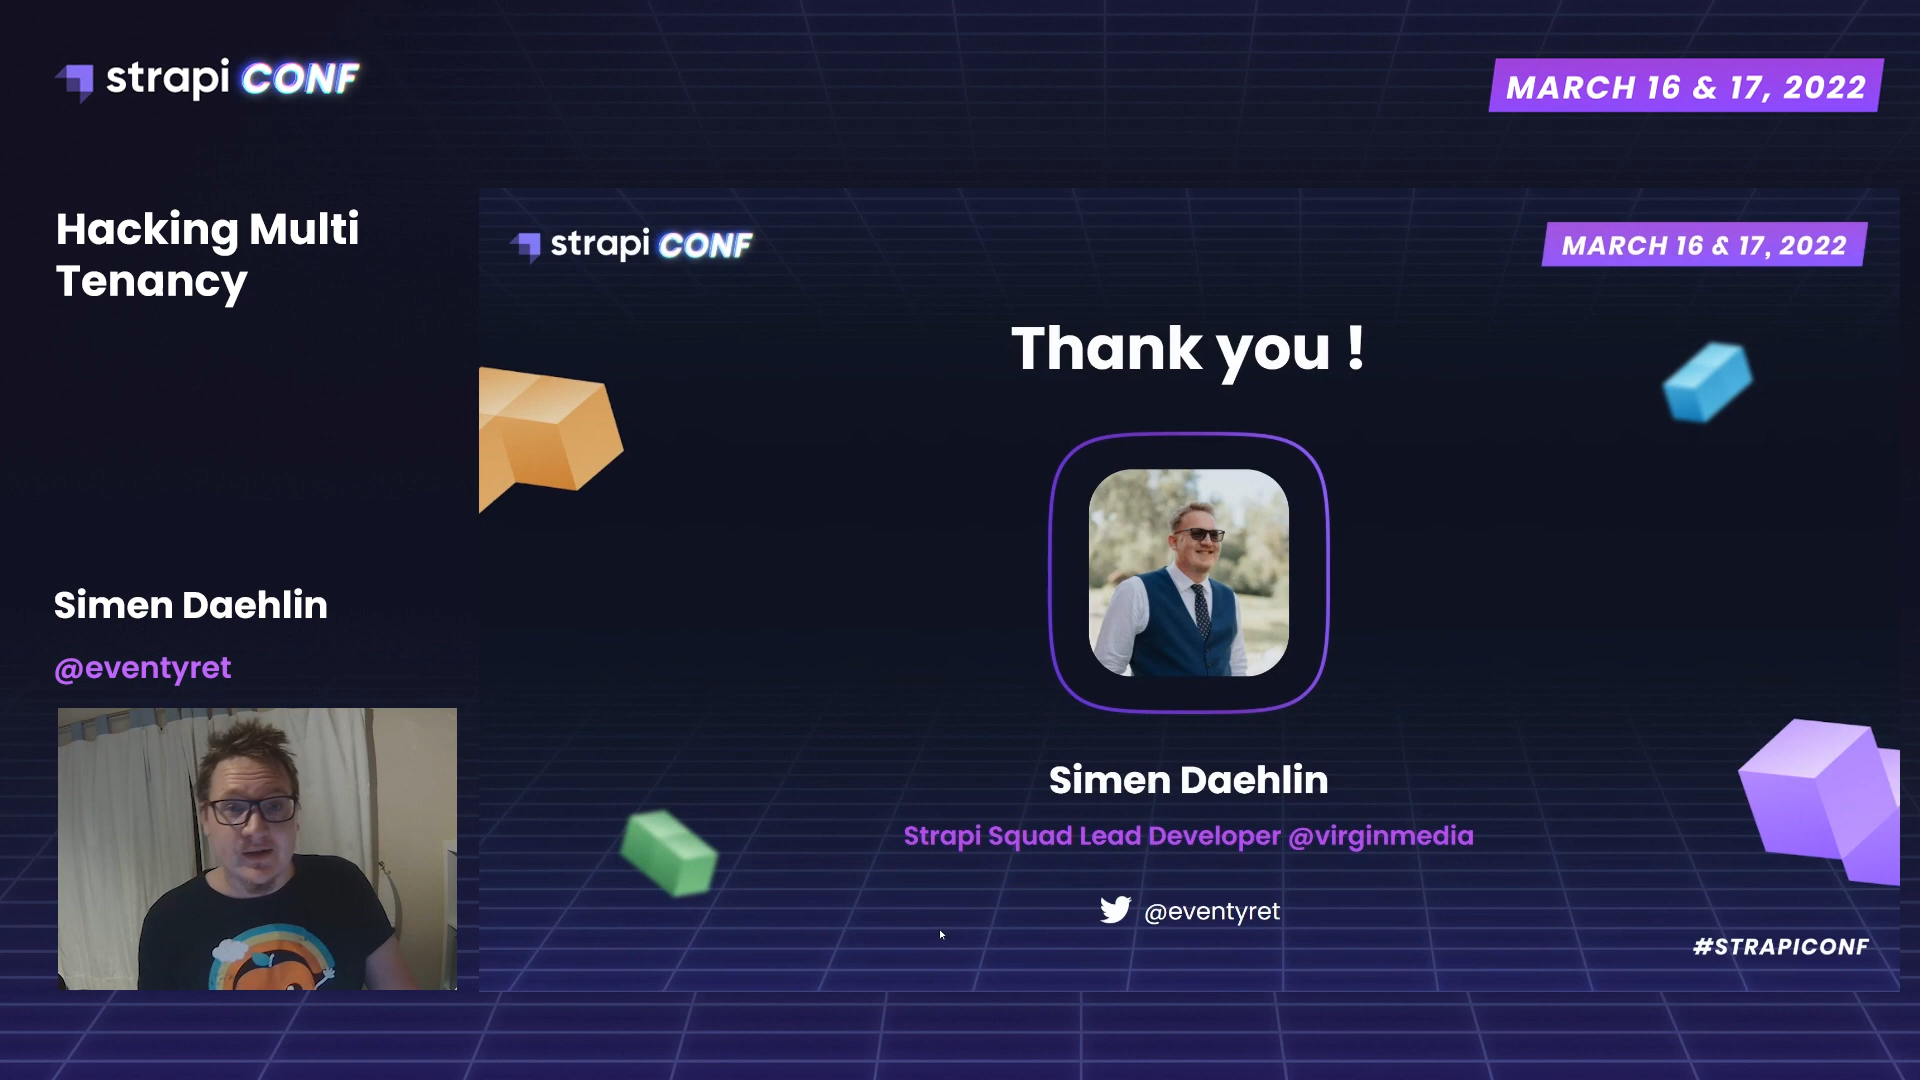 strapi CONF
MARCH 16 & 17, 2022
Hacking Multi
Tenancy
Simen Daehlin
@eventyret
strapi CONF
MARCH 16 & 17, 2022
Thank you !
Simen Daehlin
Strapi Squad Lead Developer @virginmedia
@eventyret
#STRAPICONF